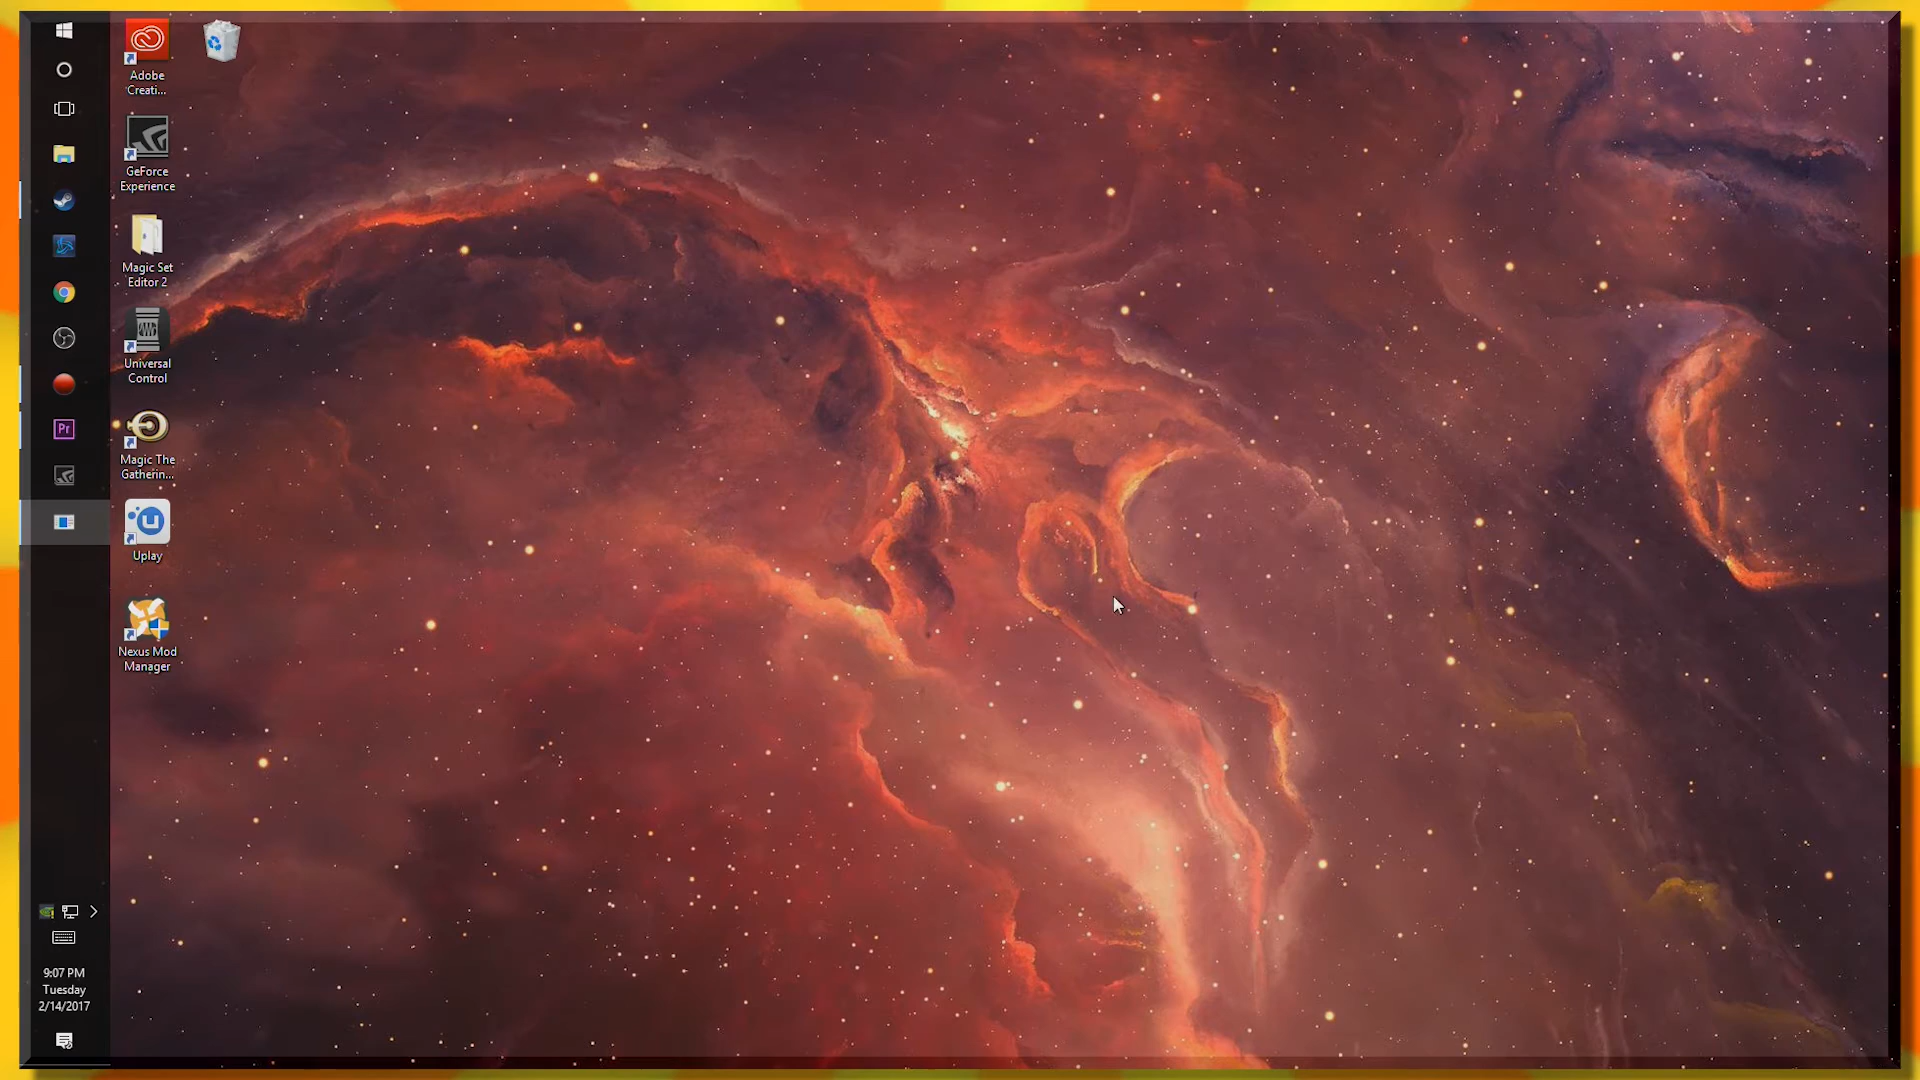 Adobe
Creati...
GeForce
Experience
Magic Set
Editor 2
Universal
Control
Pr
Magic The
Gatherin...
U
Uplay
Nexus Mod
Manager
9:07 PM
Tuesday
2/14/2017